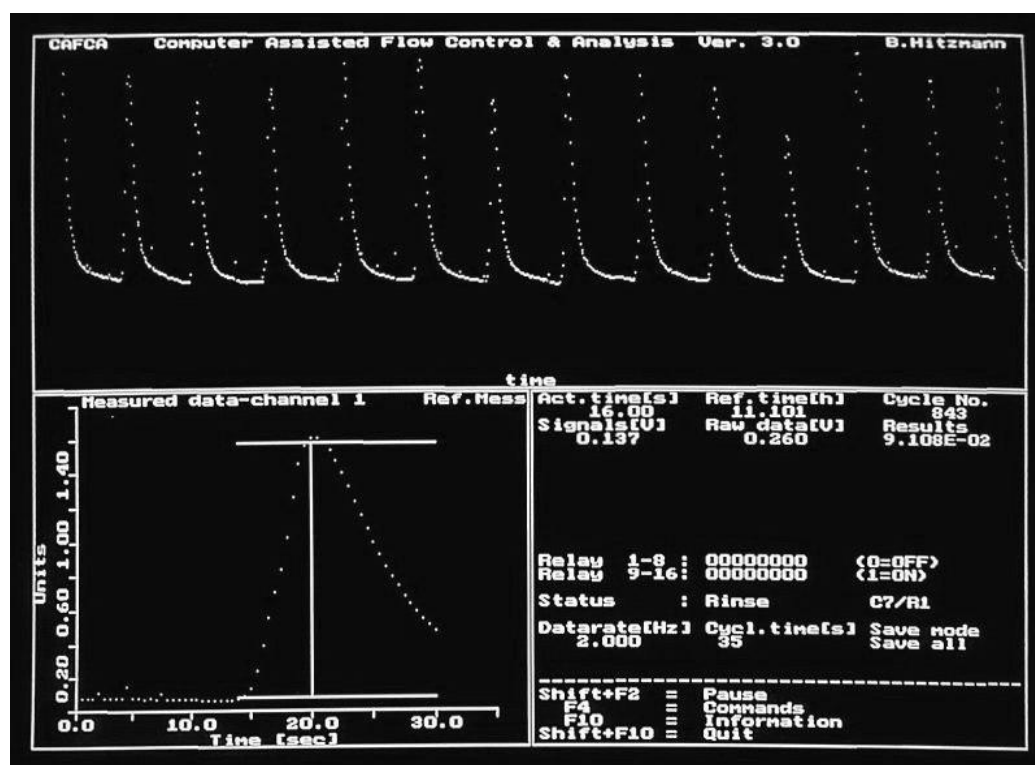 CAFCA Computer Assisted Flow Control & Analysis Ver. 3.0 B.Hitzmann
time
Measured data-channel 1 Ref.Mess
Units
1.40
1.00
0.60
0.20
0.0 10.0 20.0 30.0
Time [sec]
Act.time[s] Ref.time[h] Cycle No.
16.00 11.101 843
Signals[V] Raw data[V] Results
0.137 0.260 9.108E-02
Relay 1-8 : 00000000 (0=OFF)
Relay 9-16: 00000000 (1=ON)
Status : Rinse C7/R1
Datarate[Hz] Cycl.time[s] Save mode
2.000 35 Save all
Shift+F2 = Pause
F4 = Commands
F10 = Information
Shift+F10 = Quit